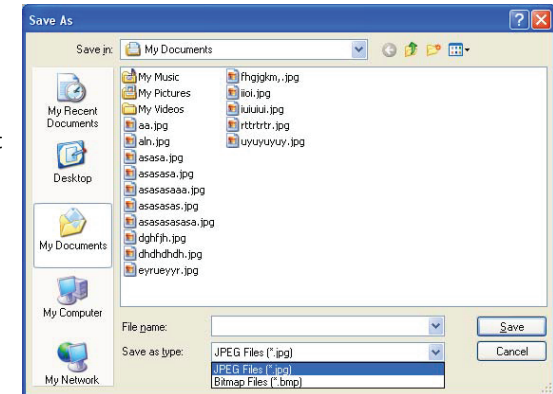 Save As
Save in:
My Documents
My Recent
Documents
Desktop
My Documents
My Computer
My Network
My Music
My Pictures
My Videos
aa.jpg
aln.jpg
asasa.jpg
asasasa.jpg
asasasaaa.jpg
asasasas.jpg
asasasasasa.jpg
dghfjh.jpg
dhdhdhdh.jpg
eyrueyyr.jpg
fhgjgkm,.jpg
iioi.jpg
iuiuiui.jpg
rttrtrtr.jpg
uyuyuyuy.jpg
File name:
Save
Save as type:
JPEG Files (*.jpg)
Cancel
JPEG Files (*.jpg)
Bitmap Files (*.bmp)